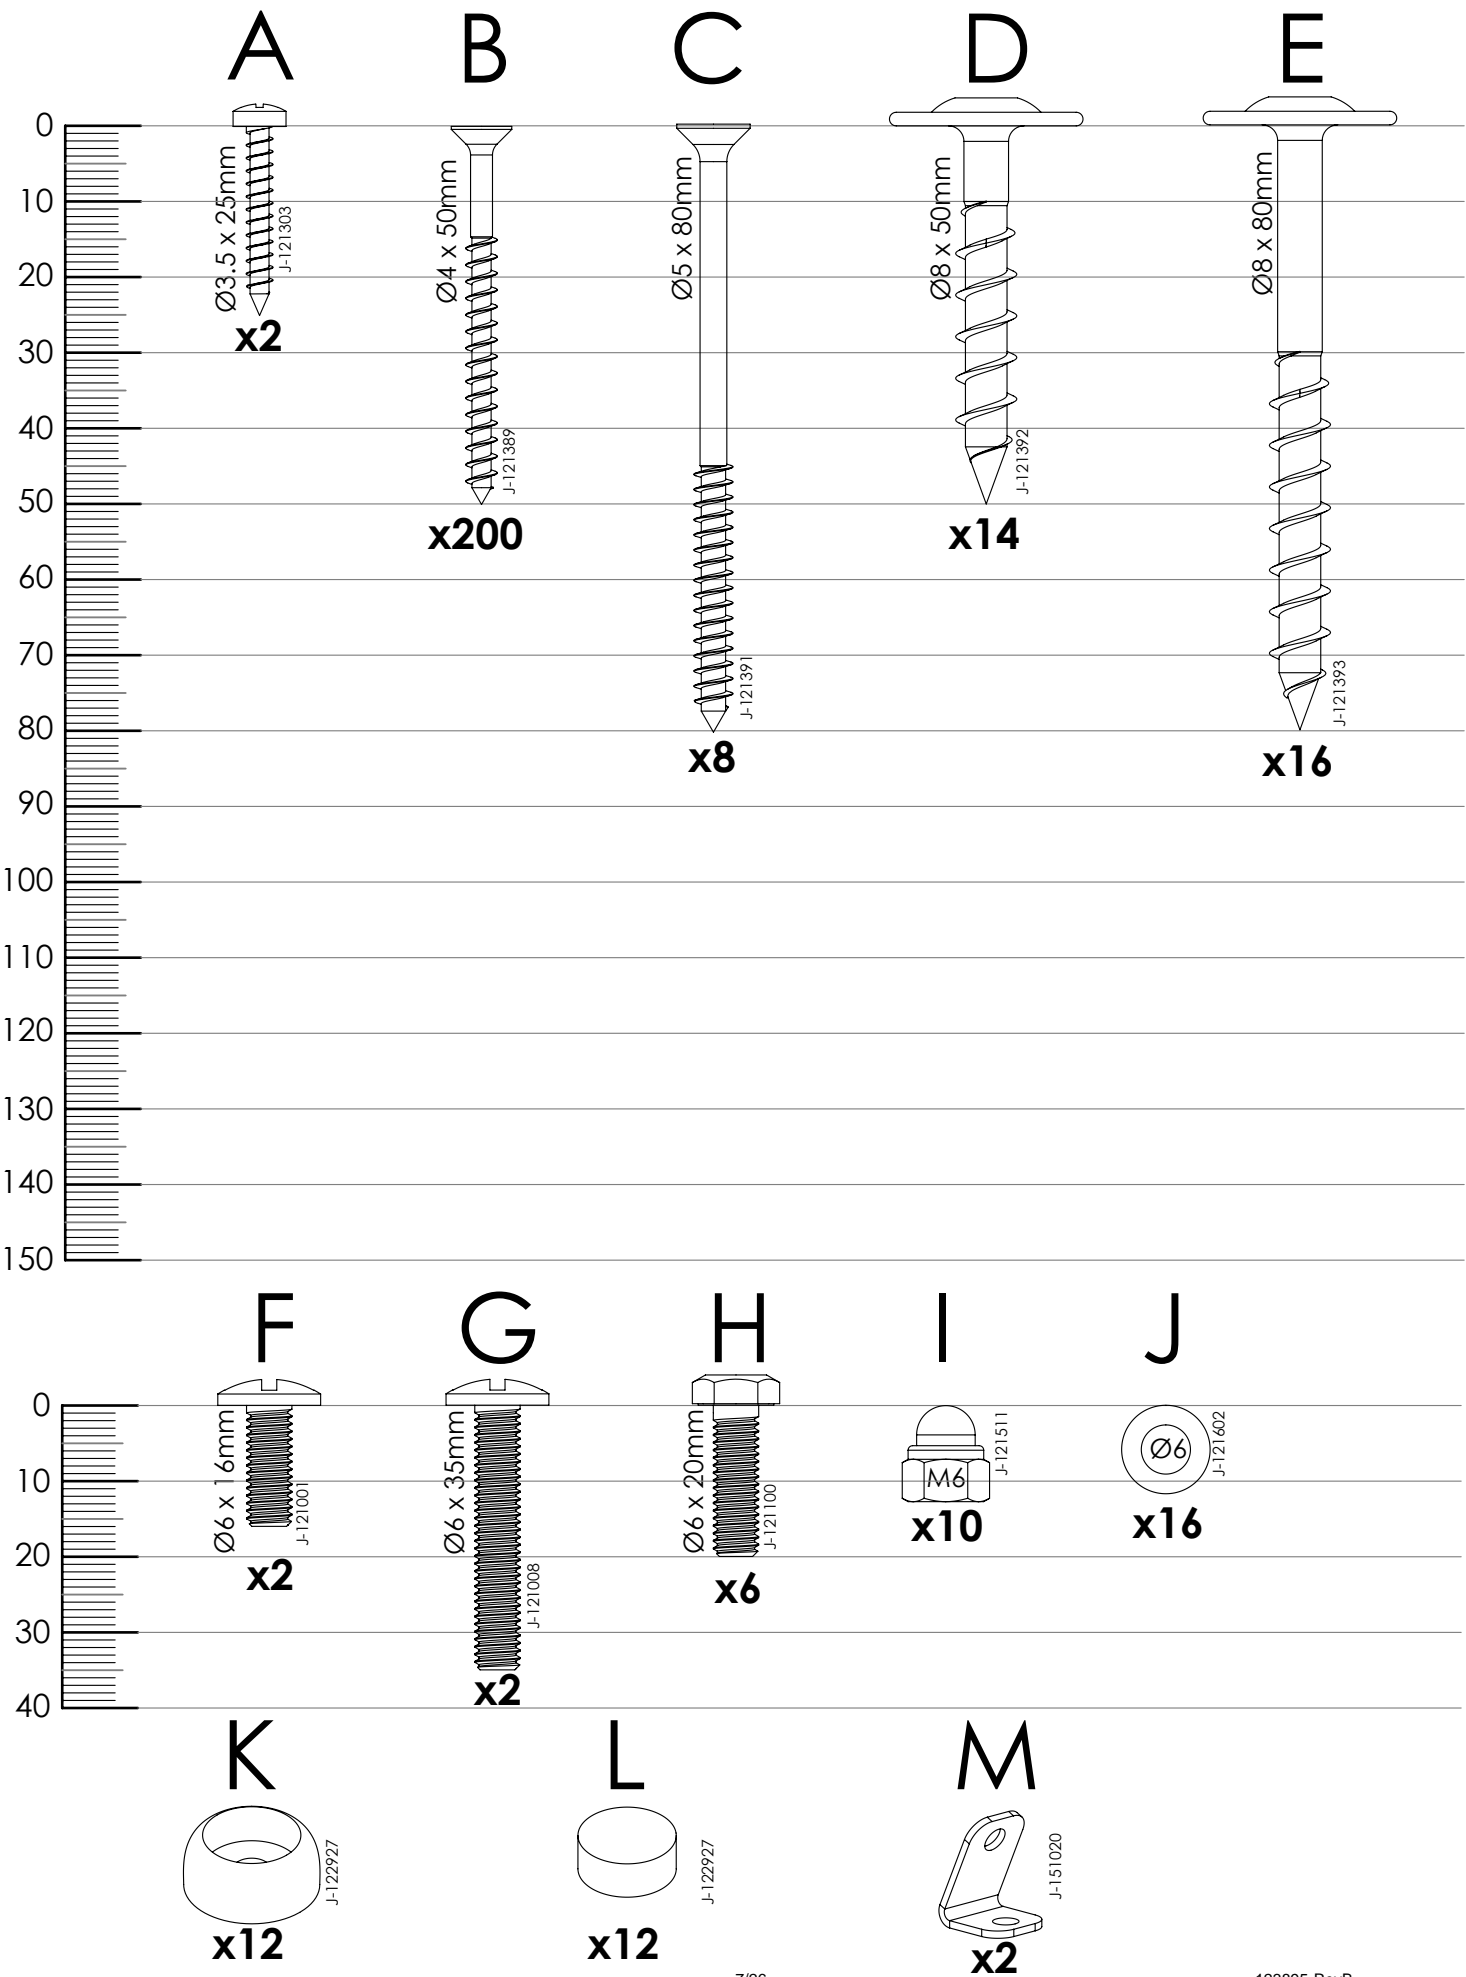 A B C D E
0
10
20
30
40
50
60
70
80
90
100
110
120
130
140
150
Ø3.5 x 25mm
J-121303
x2
Ø4 x 50mm
J-121389
x200
Ø5 x 80mm
J-121391
x8
Ø8 x 50mm
J-121392
x14
Ø8 x 80mm
J-121393
x16
F G H I J
0
10
20
30
40
Ø6 x 16mm
J-121001
x2
Ø6 x 35mm
J-121008
x2
Ø6 x 20mm
J-121100
x6
M6
J-121511
x10
Ø6
J-121602
x16
K L M
J-122927
x12
J-122927
x12
J-151020
x2